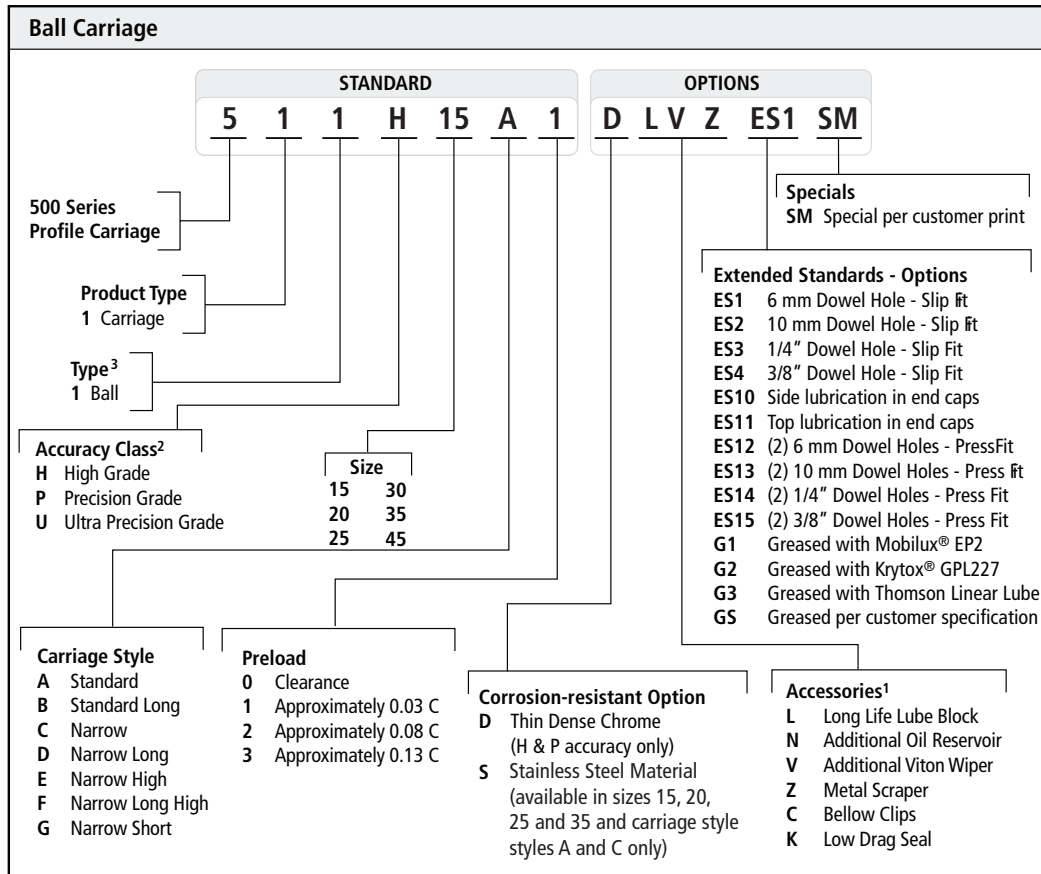 Ball Carriage
STANDARD
OPTIONS
5 1 1 H 15 A 1 D L V Z ES1 SM
500 Series
Profile Carriage
Product Type
1 Carriage
Type3
1 Ball
Accuracy Class2
H High Grade
P Precision Grade
U Ultra Precision Grade
Size
15 30
20 35
25 45
Specials
SM Special per customer print
Extended Standards - Options
ES1 6 mm Dowel Hole - Slip Fit
ES2 10 mm Dowel Hole - Slip Fit
ES3 1/4" Dowel Hole - Slip Fit
ES4 3/8" Dowel Hole - Slip Fit
ES10 Side lubrication in end caps
ES11 Top lubrication in end caps
ES12 (2) 6 mm Dowel Holes - PressFit
ES13 (2) 10 mm Dowel Holes - Press Fit
ES14 (2) 1/4" Dowel Holes - Press Fit
ES15 (2) 3/8" Dowel Holes - Press Fit
G1 Greased with Mobilux® EP2
G2 Greased with Krytox® GPL227
G3 Greased with Thomson Linear Lube
GS Greased per customer specification
Carriage Style
A Standard
B Standard Long
C Narrow
D Narrow Long
E Narrow High
F Narrow Long High
G Narrow Short
Preload
0 Clearance
1 Approximately 0.03 C
2 Approximately 0.08 C
3 Approximately 0.13 C
Corrosion-resistant Option
D Thin Dense Chrome
(H & P accuracy only)
S Stainless Steel Material
(available in sizes 15, 20,
25 and 35 and carriage style
styles A and C only)
Accessories1
L Long Life Lube Block
N Additional Oil Reservoir
V Additional Viton Wiper
Z Metal Scraper
C Bellow Clips
K Low Drag Seal